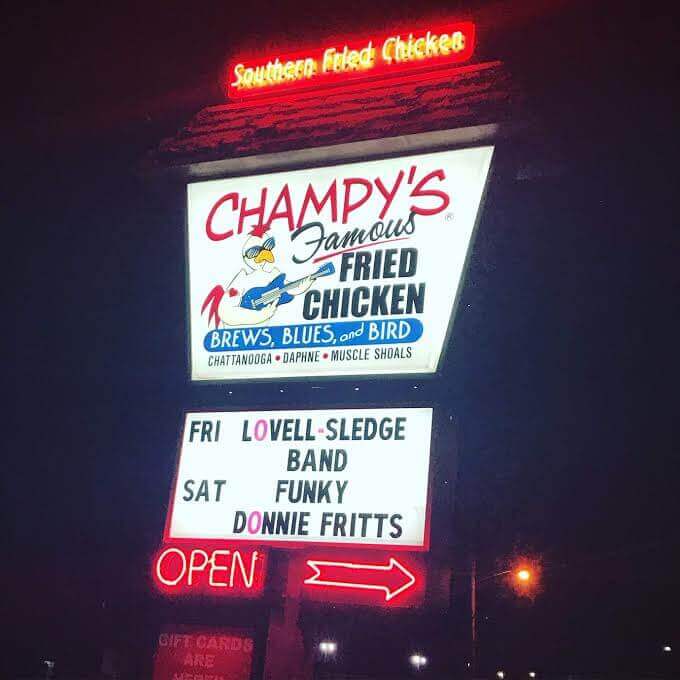 Southern Fried Chicken
CHAMPY'S
Famous
FRIED
CHICKEN
BREWS, BLUES, and BIRD
CHATTANOOGA • DAPHNE • MUSCLE SHOALS
FRI LOVELL-SLEDGE
BAND
SAT FUNKY
DONNIE FRITTS
OPEN
GIFT CARDS
ARE